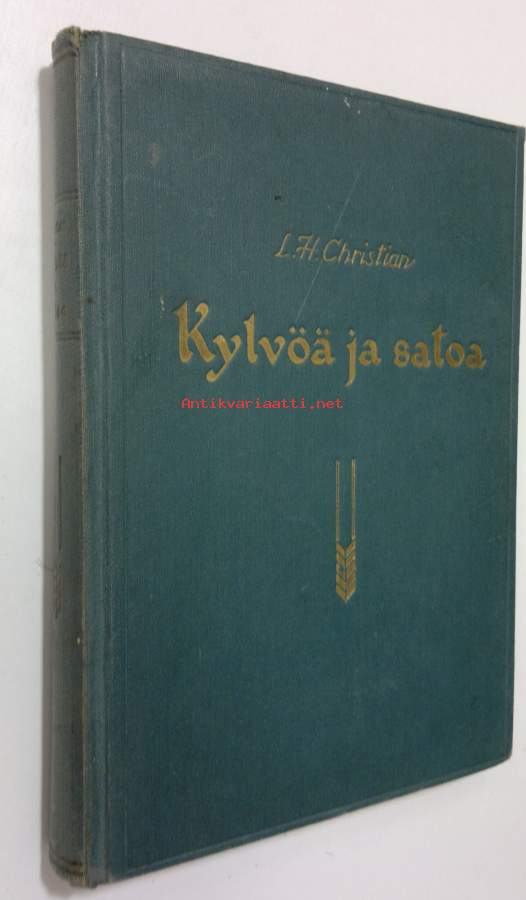 L.H. Christian
Kylvöä ja satoa
Antikvariaatti.net